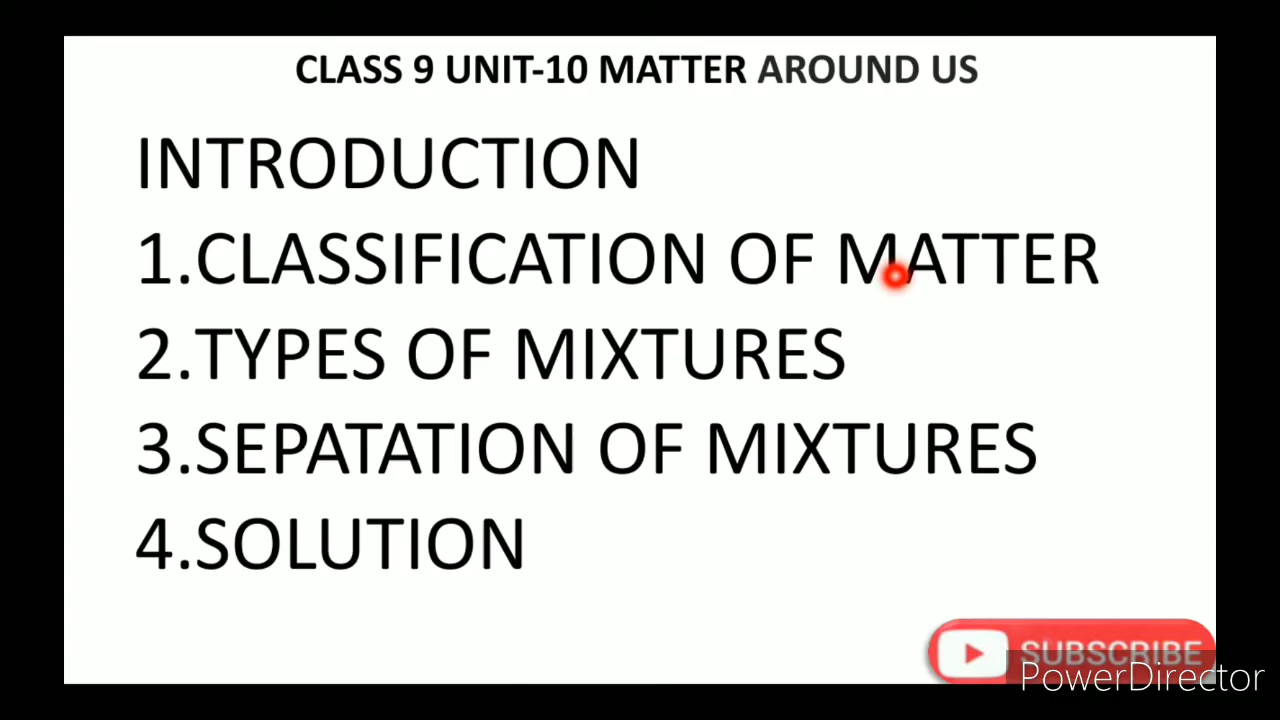 CLASS 9 UNIT-10 MATTER AROUND US
INTRODUCTION
1.CLASSIFICATION OF MATTER
2.TYPES OF MIXTURES
3.SEPATATION OF MIXTURES
4.SOLUTION
SUBSCRIBE
PowerDirector